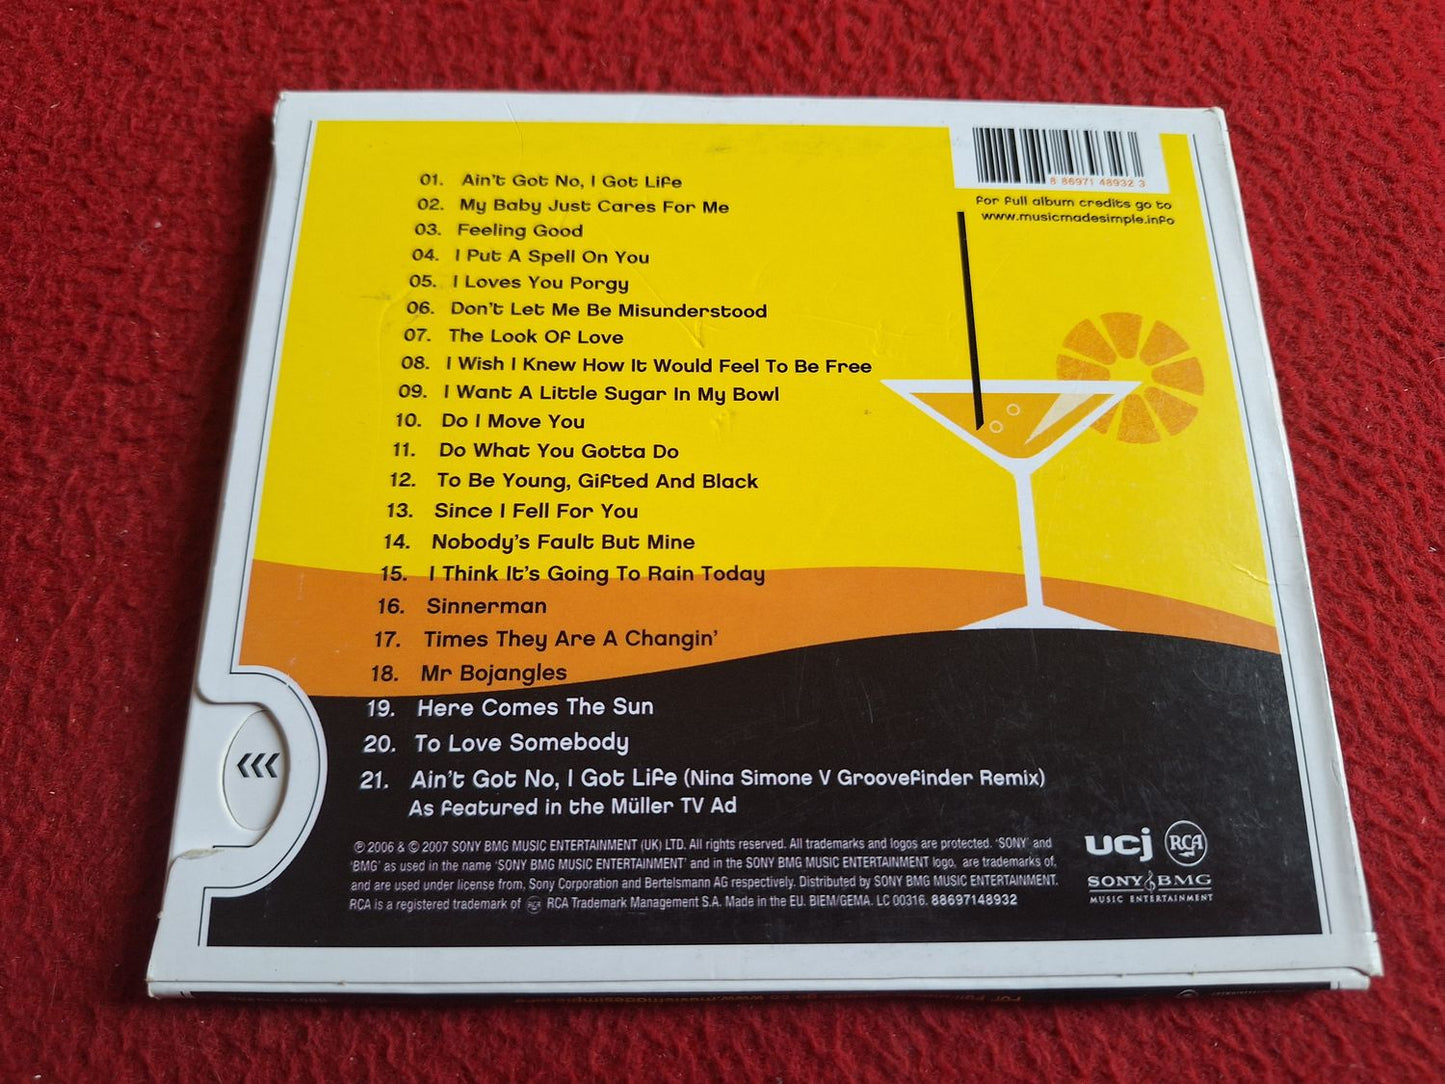 8 86971 48932 3
For full album credits go to
www.musicmadesimple.info
01. Ain't Got No, I Got Life
02. My Baby Just Cares For Me
03. Feeling Good
04. I Put A Spell On You
05. I Loves You Porgy
06. Don't Let Me Be Misunderstood
07. The Look Of Love
08. I Wish I Knew How It Would Feel To Be Free
09. I Want A Little Sugar In My Bowl
10. Do I Move You
11. Do What You Gotta Do
12. To Be Young, Gifted And Black
13. Since I Fell For You
14. Nobody's Fault But Mine
15. I Think It's Going To Rain Today
16. Sinnerman
17. Times They Are A Changin'
18. Mr Bojangles
19. Here Comes The Sun
20. To Love Somebody
21. Ain't Got No, I Got Life (Nina Simone V Groovefinder Remix)
As featured in the Müller TV Ad
℗ 2006 & © 2007 SONY BMG MUSIC ENTERTAINMENT (UK) LTD. All rights reserved. All trademarks and logos are protected. 'SONY' and
'BMG' as used in the name 'SONY BMG MUSIC ENTERTAINMENT' and in the SONY BMG MUSIC ENTERTAINMENT logo, are trademarks of,
and are used under license from, Sony Corporation and Bertelsmann AG respectively. Distributed by SONY BMG MUSIC ENTERTAINMENT.
RCA is a registered trademark of RCA RCA Trademark Management S.A. Made in the EU. BIEM/GEMA. LC 00316. 88697148932
ucj RCA
SONY BMG
MUSIC ENTERTAINMENT